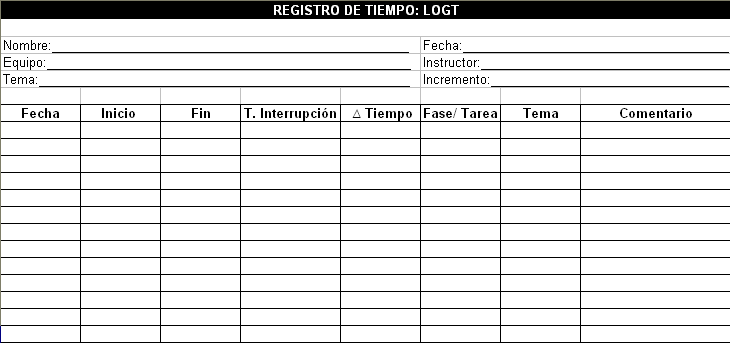 REGISTRO DE TIEMPO: LOGT
Nombre: Fecha:
Equipo: Instructor:
Tema: Incremento:
Fecha Inicio Fin T. Interrupción Δ Tiempo Fase/ Tarea Tema Comentario